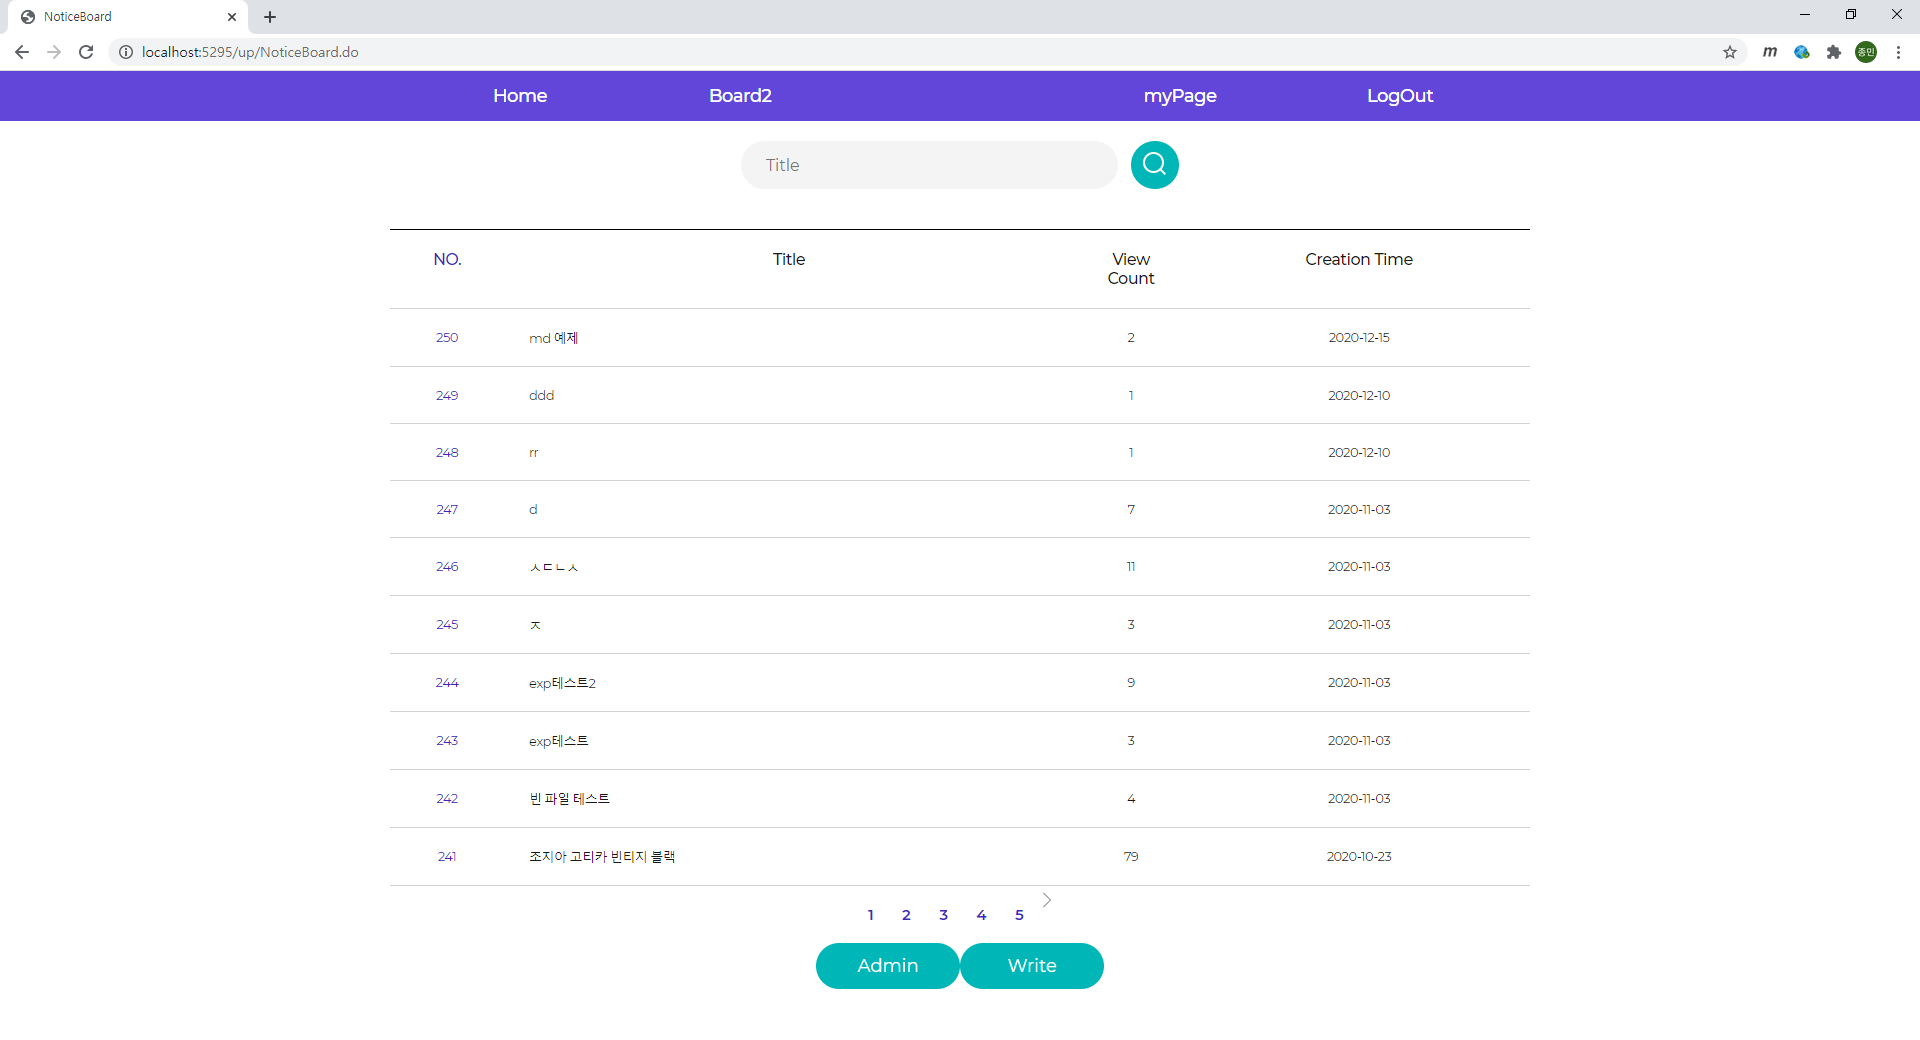 NoticeBoard
localhost:5295/up/NoticeBoard.do
m
종민
Home Board2 myPage LogOut
Title
NO. Title View Count Creation Time
250 md 예제 2 2020-12-15
249 ddd 1 2020-12-10
248 rr 1 2020-12-10
247 d 7 2020-11-03
246 ㅅㄷㄴㅅ 11 2020-11-03
245 ㅈ 3 2020-11-03
244 exp테스트2 9 2020-11-03
243 exp테스트 3 2020-11-03
242 빈 파일 테스트 4 2020-11-03
241 조지아 고티카 빈티지 블랙 79 2020-10-23
1 2 3 4 5
Admin Write